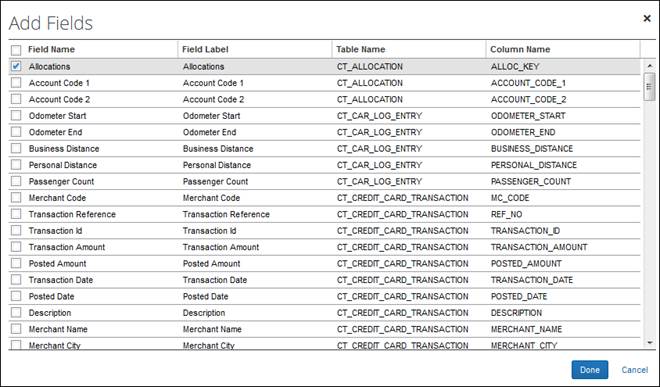 Add Fields
Field Name Field Label Table Name Column Name
Allocations Allocations CT_ALLOCATION ALLOC_KEY
Account Code 1 Account Code 1 CT_ALLOCATION ACCOUNT_CODE_1
Account Code 2 Account Code 2 CT_ALLOCATION ACCOUNT_CODE_2
Odometer Start Odometer Start CT_CAR_LOG_ENTRY ODOMETER_START
Odometer End Odometer End CT_CAR_LOG_ENTRY ODOMETER_END
Business Distance Business Distance CT_CAR_LOG_ENTRY BUSINESS_DISTANCE
Personal Distance Personal Distance CT_CAR_LOG_ENTRY PERSONAL_DISTANCE
Passenger Count Passenger Count CT_CAR_LOG_ENTRY PASSENGER_COUNT
Merchant Code Merchant Code CT_CREDIT_CARD_TRANSACTION MC_CODE
Transaction Reference Transaction Reference CT_CREDIT_CARD_TRANSACTION REF_NO
Transaction Id Transaction Id CT_CREDIT_CARD_TRANSACTION TRANSACTION_ID
Transaction Amount Transaction Amount CT_CREDIT_CARD_TRANSACTION TRANSACTION_AMOUNT
Posted Amount Posted Amount CT_CREDIT_CARD_TRANSACTION POSTED_AMOUNT
Transaction Date Transaction Date CT_CREDIT_CARD_TRANSACTION TRANSACTION_DATE
Posted Date Posted Date CT_CREDIT_CARD_TRANSACTION POSTED_DATE
Description Description CT_CREDIT_CARD_TRANSACTION DESCRIPTION
Merchant Name Merchant Name CT_CREDIT_CARD_TRANSACTION MERCHANT_NAME
Merchant City Merchant City CT_CREDIT_CARD_TRANSACTION MERCHANT_CITY
Done Cancel